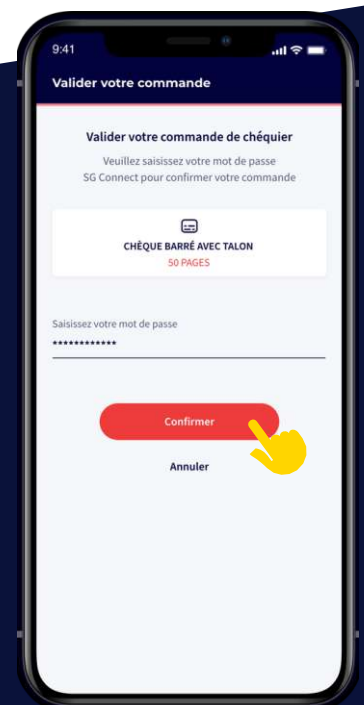 9:41
Valider votre commande
Valider votre commande de chéquier
Veuillez saisissez votre mot de passe
SG Connect pour confirmer votre commande
CHÈQUE BARRÉ AVEC TALON
50 PAGES
Saisissez votre mot de passe
************
Confirmer
Annuler